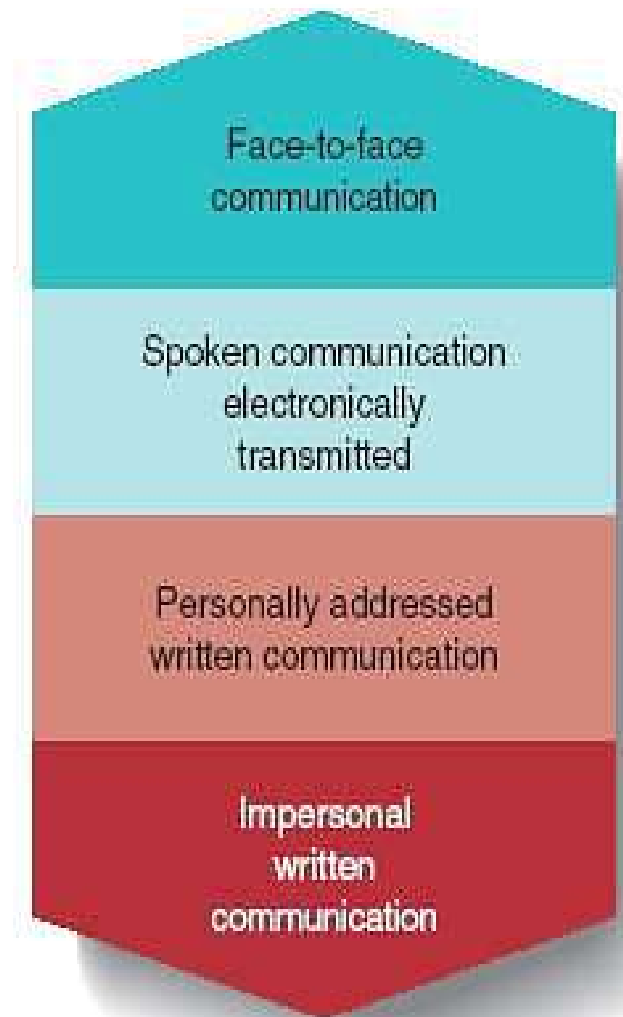 Face-to-face
communication
Spoken communication
electronically
transmitted
Personally addressed
written communication
Impersonal
written
communication